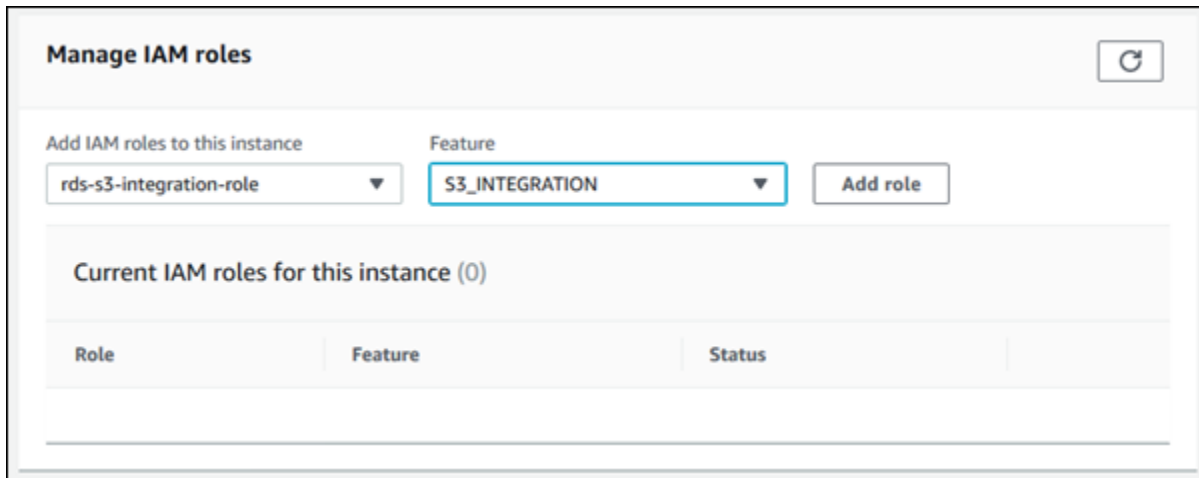 Manage IAM roles
Add IAM roles to this instance Feature
rds-s3-integration-role S3_INTEGRATION Add role
Current IAM roles for this instance (0)
Role Feature Status